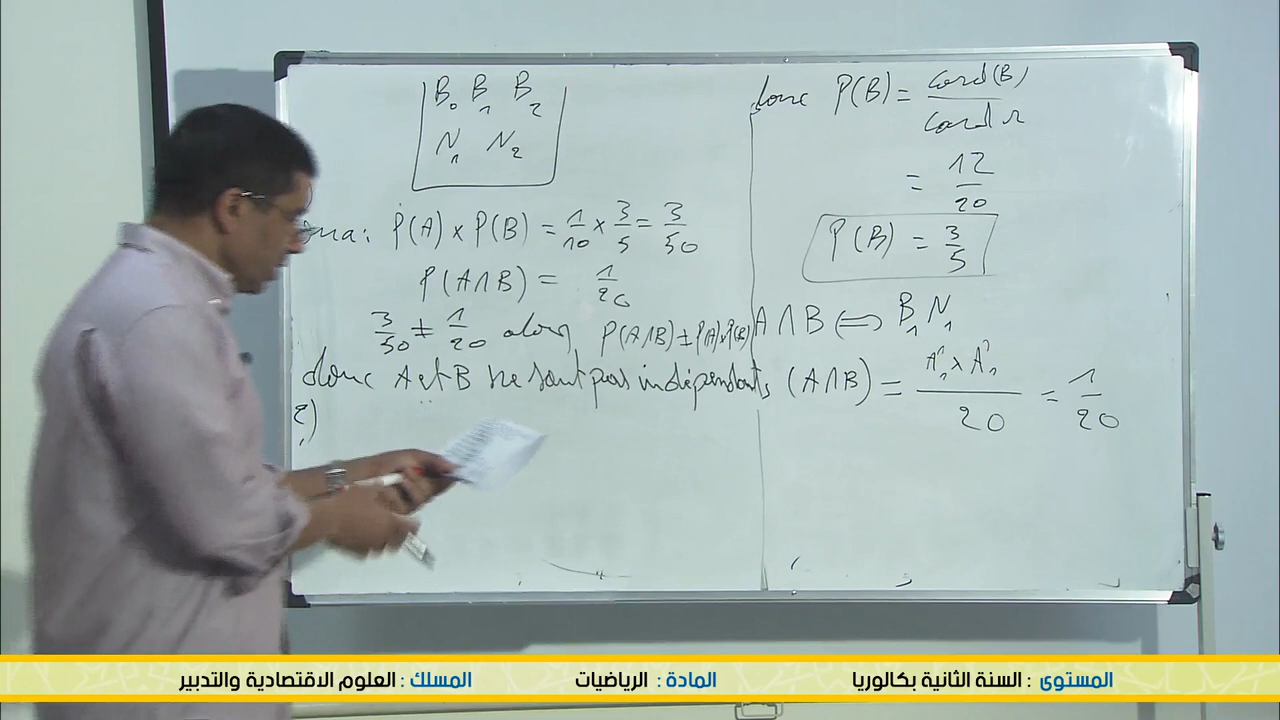 B₀ B₁ B₂
N₁ N₂
P(A) × P(B) = 1/10 × 3/5 = 3/50
P(A∩B) = 1/20
3/50 ≠ 1/20 alors P(A∩B) ≠ P(A)×P(B)
donc A et B ne sont pas indépendants
2)
donc P(B) = card(B)/card Ω
= 12/20
P(B) = 3/5
A∩B ⇔ B₁ N₁
(A∩B) = A¹₁ × A¹₁ / 20 = 1/20
المستوى : السنة الثانية بكالوريا
المادة : الرياضيات
المسلك : العلوم الاقتصادية والتدبير